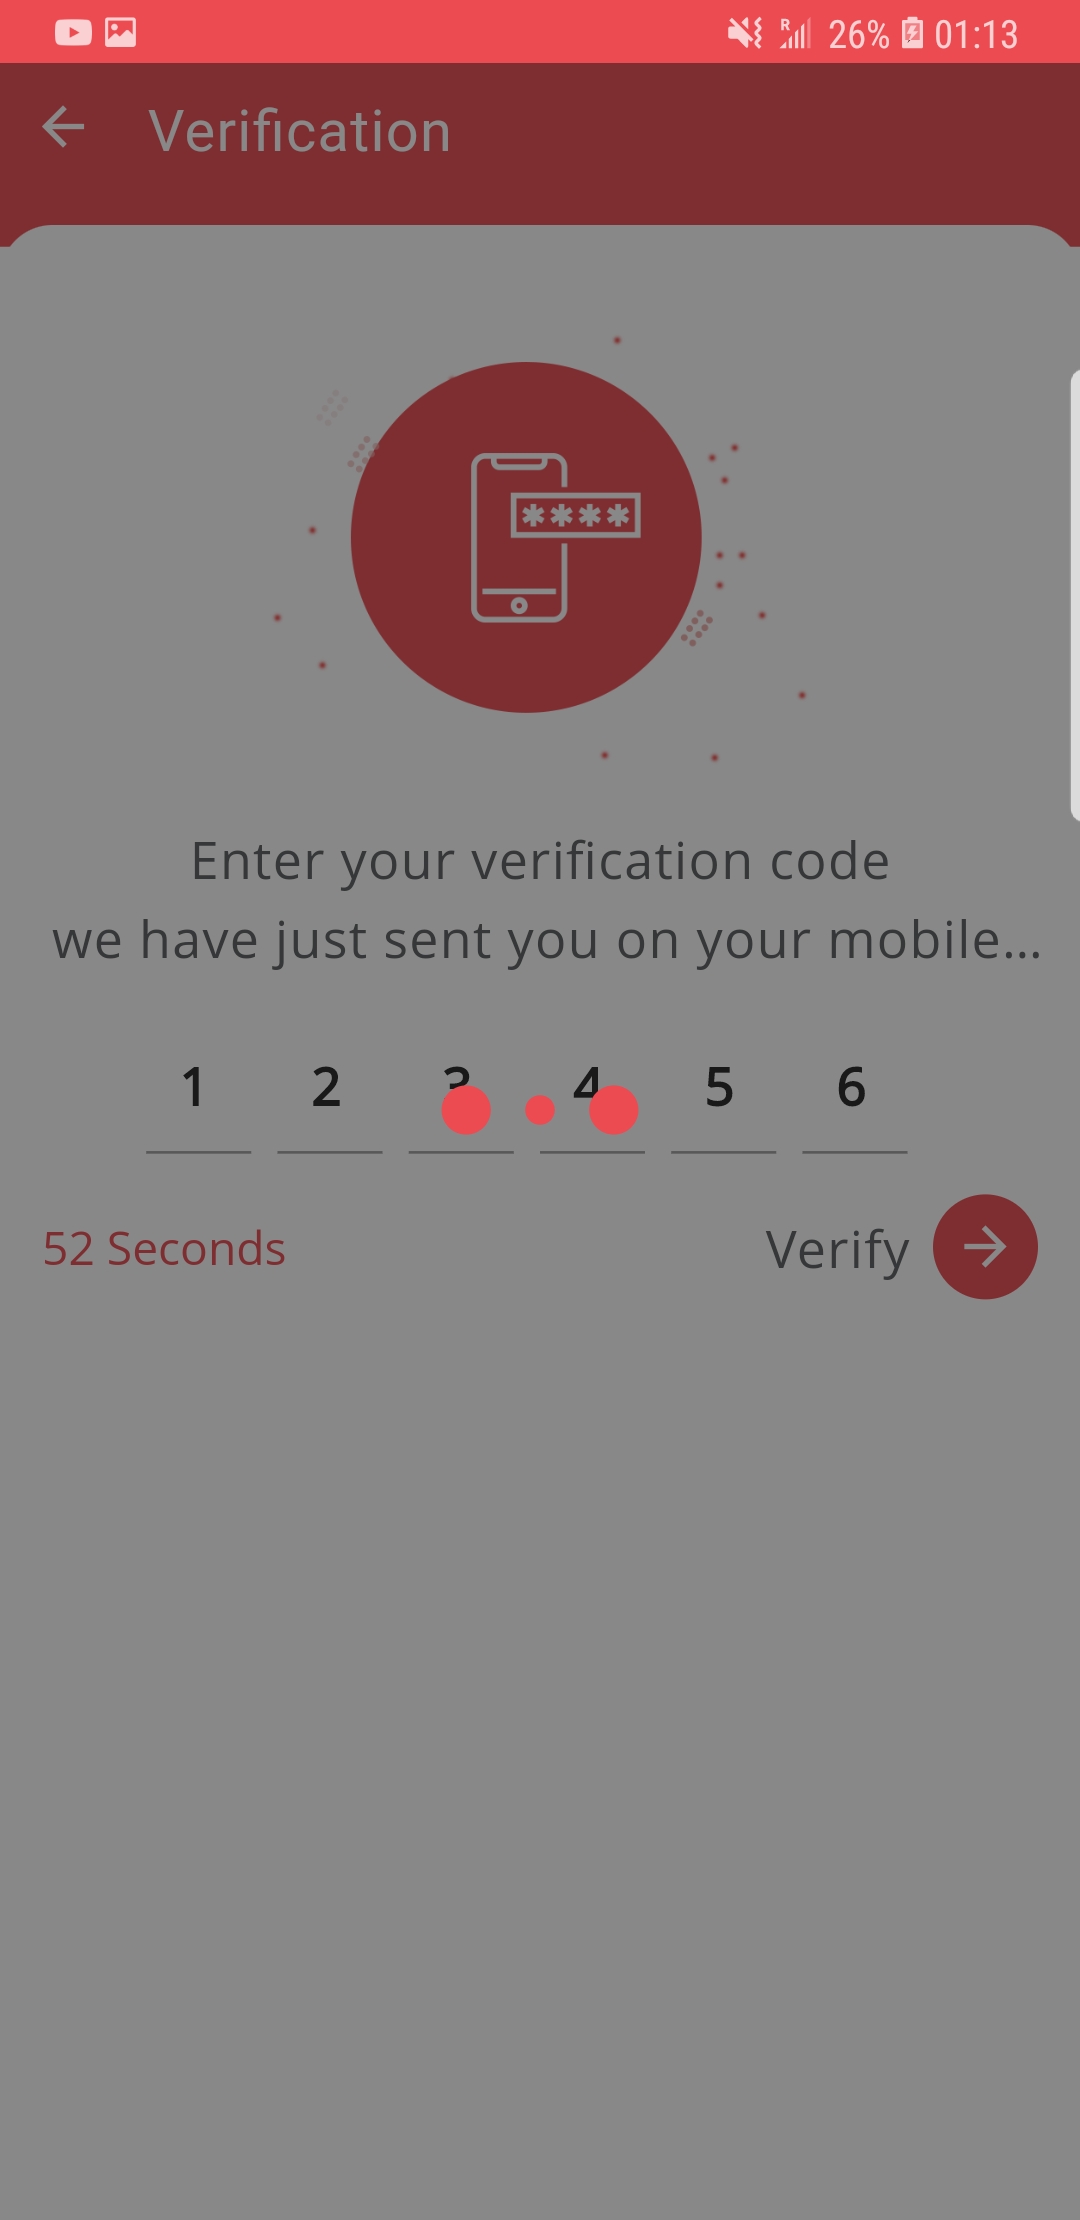 R 26% 01:13
Verification
✱✱✱✱
Enter your verification code
we have just sent you on your mobile...
1 2 3 4 5 6
52 Seconds Verify